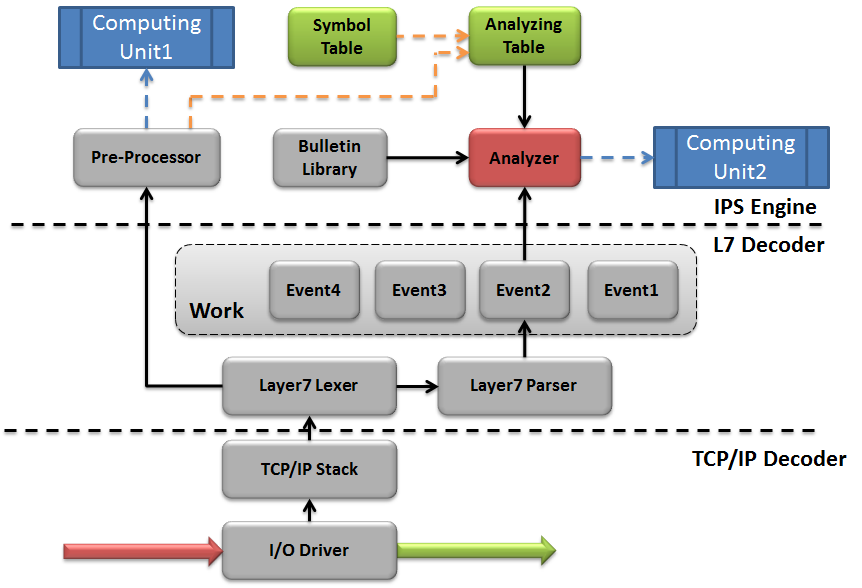 Computing
Unit1
Symbol
Table
Analyzing
Table
Pre-Processor
Bulletin
Library
Analyzer
Computing
Unit2
IPS Engine
L7 Decoder
Event4
Event3
Event2
Event1
Work
Layer7 Lexer
Layer7 Parser
TCP/IP Decoder
TCP/IP Stack
I/O Driver